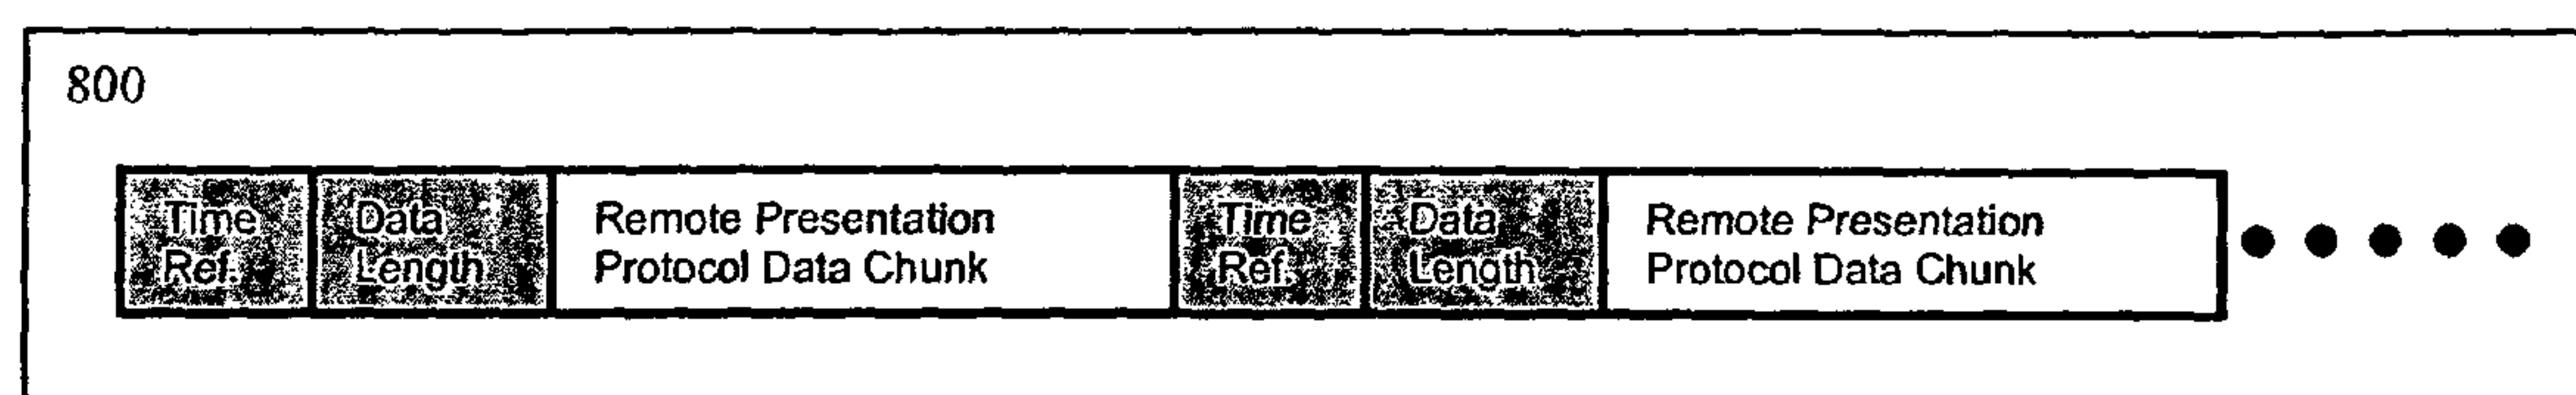 800
Time Ref.
Data Length
Remote Presentation
Protocol Data Chunk
Time Ref.
Data Length
Remote Presentation
Protocol Data Chunk